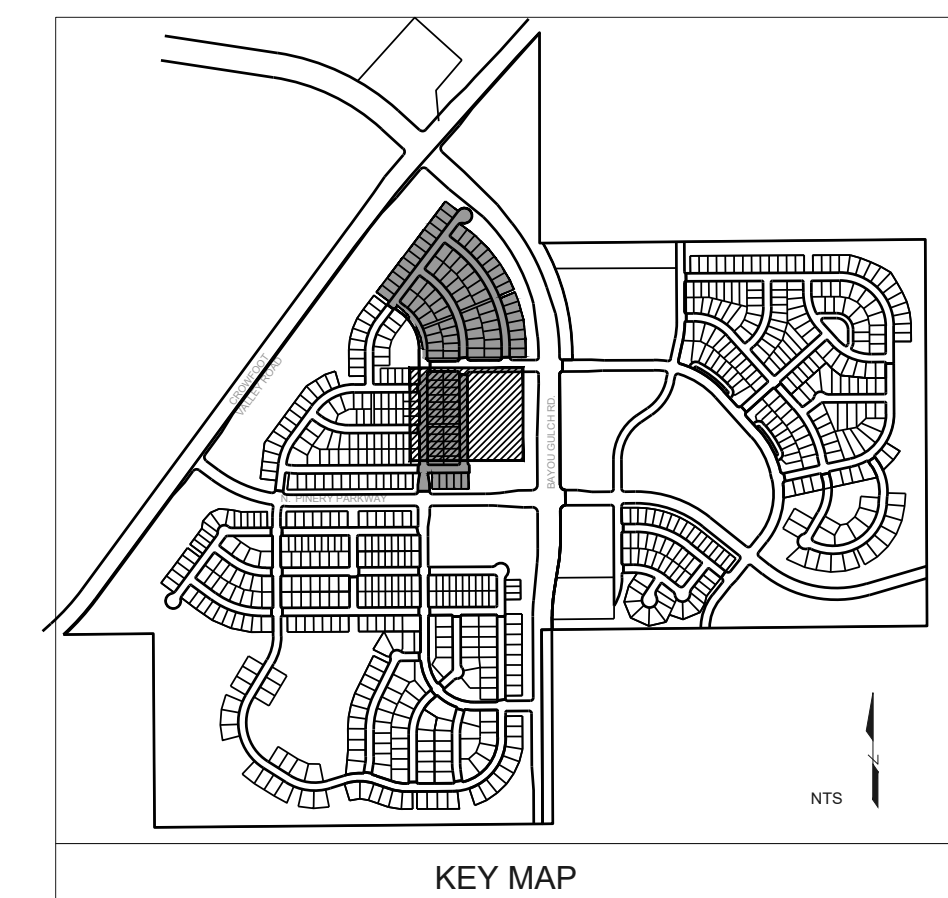 CROWFOOT
VALLEY ROAD
BAYOU GULCH RD.
N. PINERY PARKWAY
Z
NTS
KEY MAP